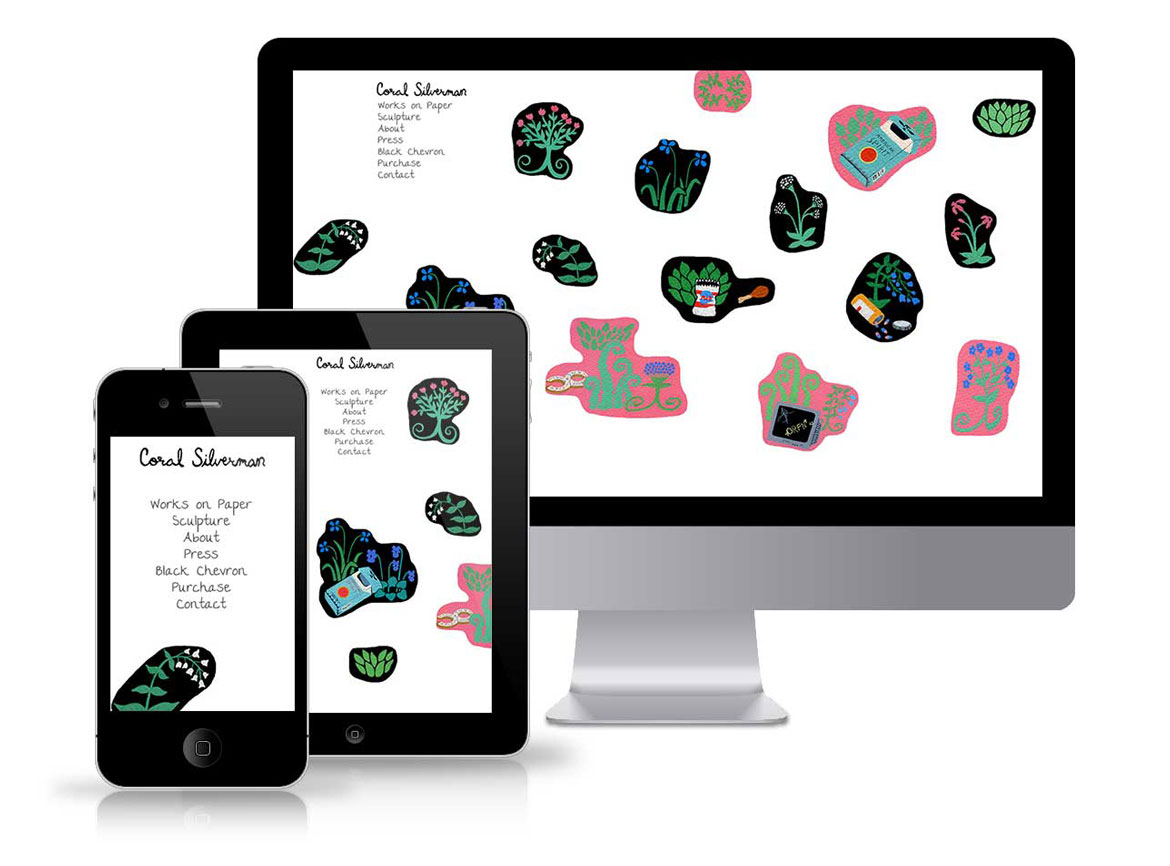 Coral Silverman
Works on Paper
Sculpture
About
Press
Black Chevron
Purchase
Contact
SPIRIT
Coral Silverman
Works on Paper
Sculpture
About
Press
Black Chevron
Purchase
Contact
Coral Silverman
Works on Paper
Sculpture
About
Press
Black Chevron
Purchase
Contact